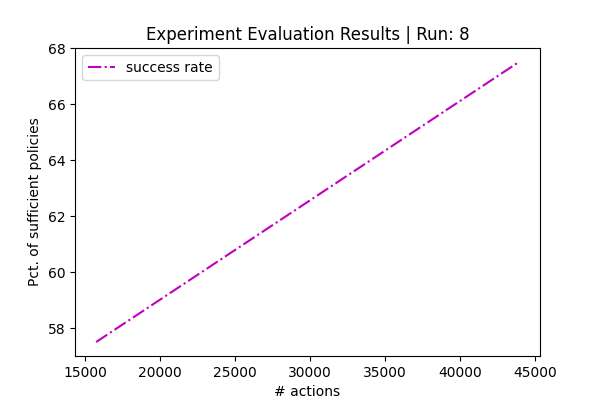 Experiment Evaluation Results | Run: 8
success rate
Pct. of sufficient policies
68
66
64
62
60
58
15000 20000 25000 30000 35000 40000 45000
# actions